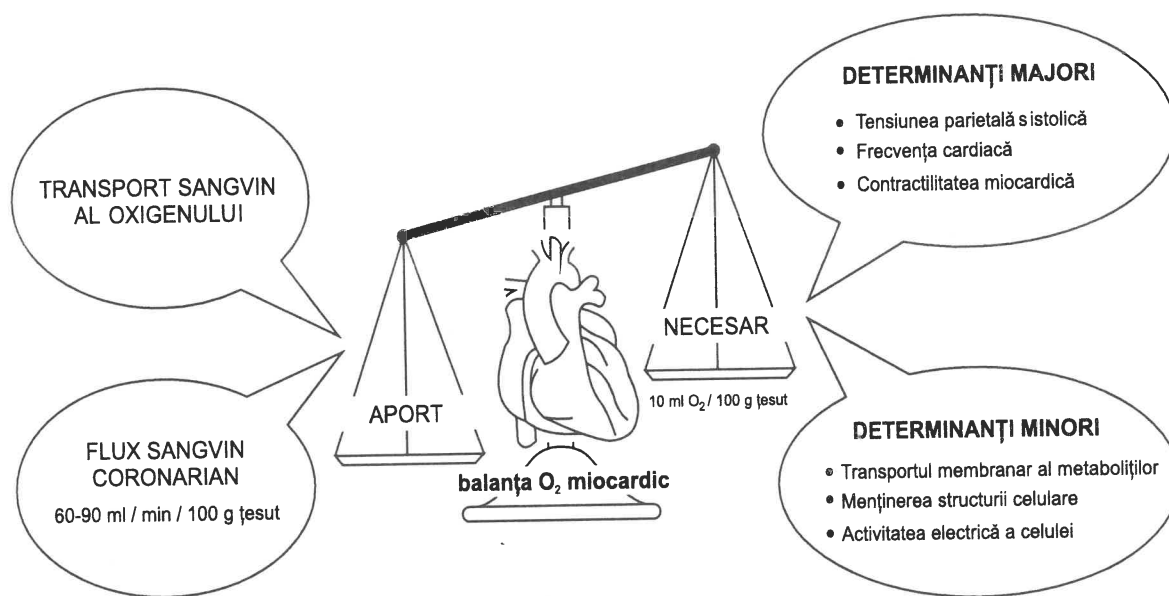 TRANSPORT SANGVIN
AL OXIGENULUI
FLUX SANGVIN
CORONARIAN
60-90 ml / min / 100 g țesut
APORT
balanța O₂ miocardic
NECESAR
10 ml O₂ / 100 g țesut
DETERMINANȚI MAJORI
• Tensiunea parietală sistolică
• Frecvența cardiacă
• Contractilitatea miocardică
DETERMINANȚI MINORI
• Transportul membranar al metaboliților
• Menținerea structurii celulare
• Activitatea electrică a celulei